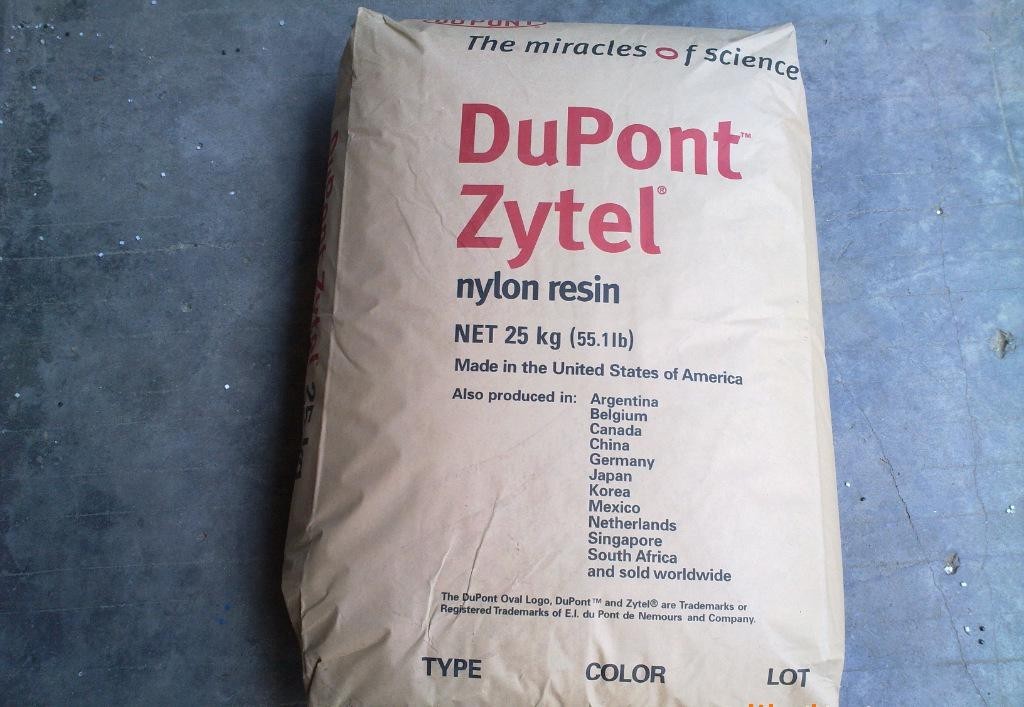 The miracles of science
DuPont™
Zytel®
nylon resin
NET 25 kg (55.1lb)
Made in the United States of America
Also produced in: Argentina
Belgium
Canada
China
Germany
Japan
Korea
Mexico
Netherlands
Singapore
South Africa
and sold worldwide
The DuPont Oval Logo, DuPont™ and Zytel® are Trademarks or
Registered Trademarks of E.I. du Pont de Nemours and Company.
TYPE COLOR LOT